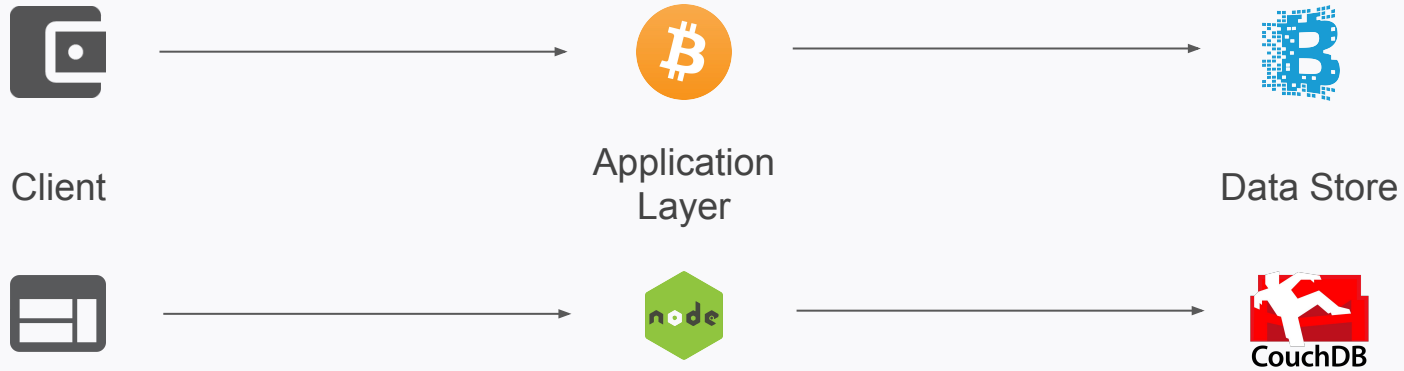 Client
Application
Layer
Data Store
node
CouchDB